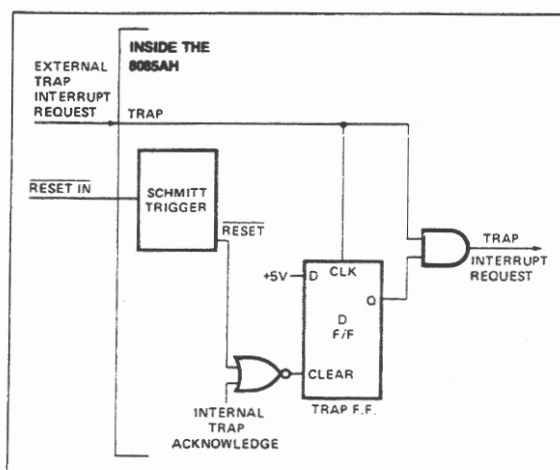 INSIDE THE
8085AH
EXTERNAL
TRAP
INTERRUPT
REQUEST
TRAP
RESET IN
SCHMITT
TRIGGER
RESET
TRAP
INTERRUPT
REQUEST
+5V
D
CLK
Q
D
F/F
CLEAR
TRAP F.F.
INTERNAL
TRAP
ACKNOWLEDGE